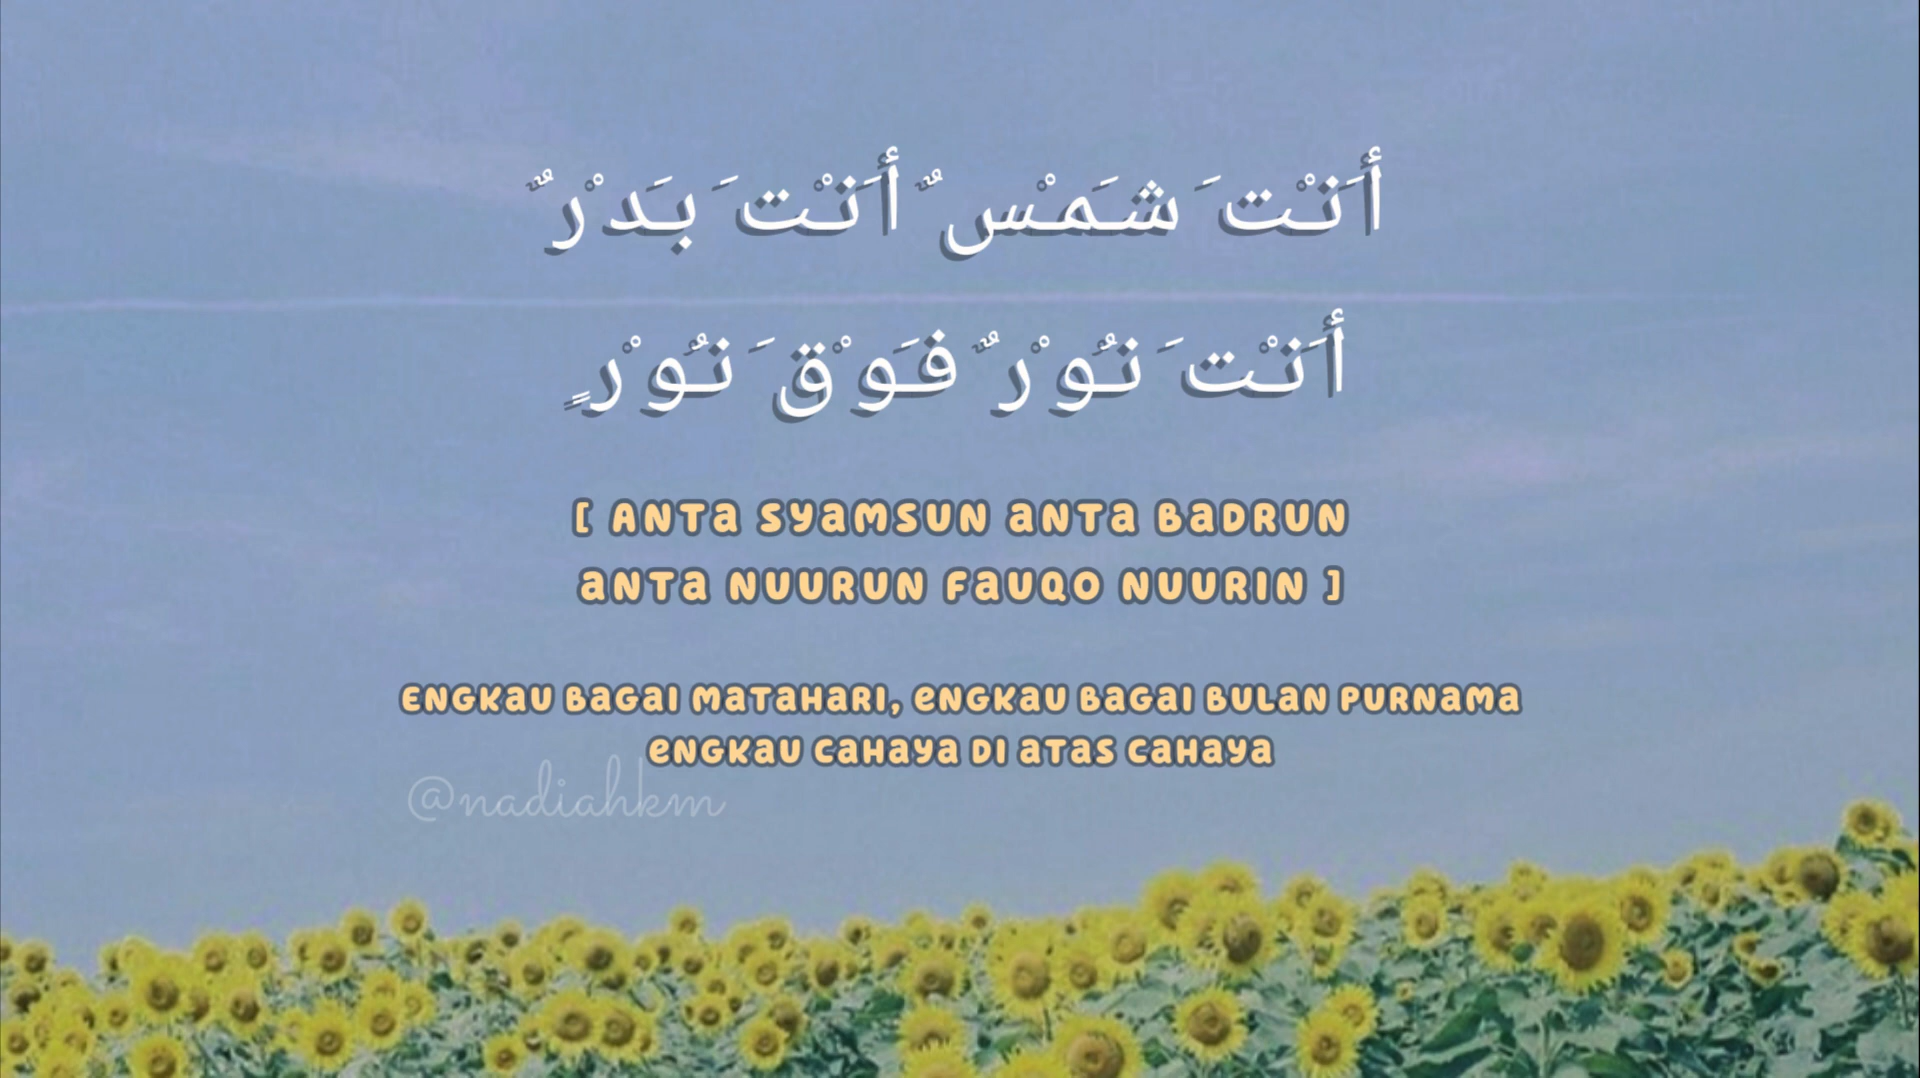 أَنْتَ شَمْسٌ أَنْتَ بَدْرٌ
أَنْتَ نُوْرٌ فَوْقَ نُوْرٍ
[ ANTA SYAMSUN ANTA BADRUN
ANTA NUURUN FAUQO NUURIN ]
ENGKAU BAGAI MATAHARI, ENGKAU BAGAI BULAN PURNAMA
ENGKAU CAHAYA DI ATAS CAHAYA
@nadiahkm